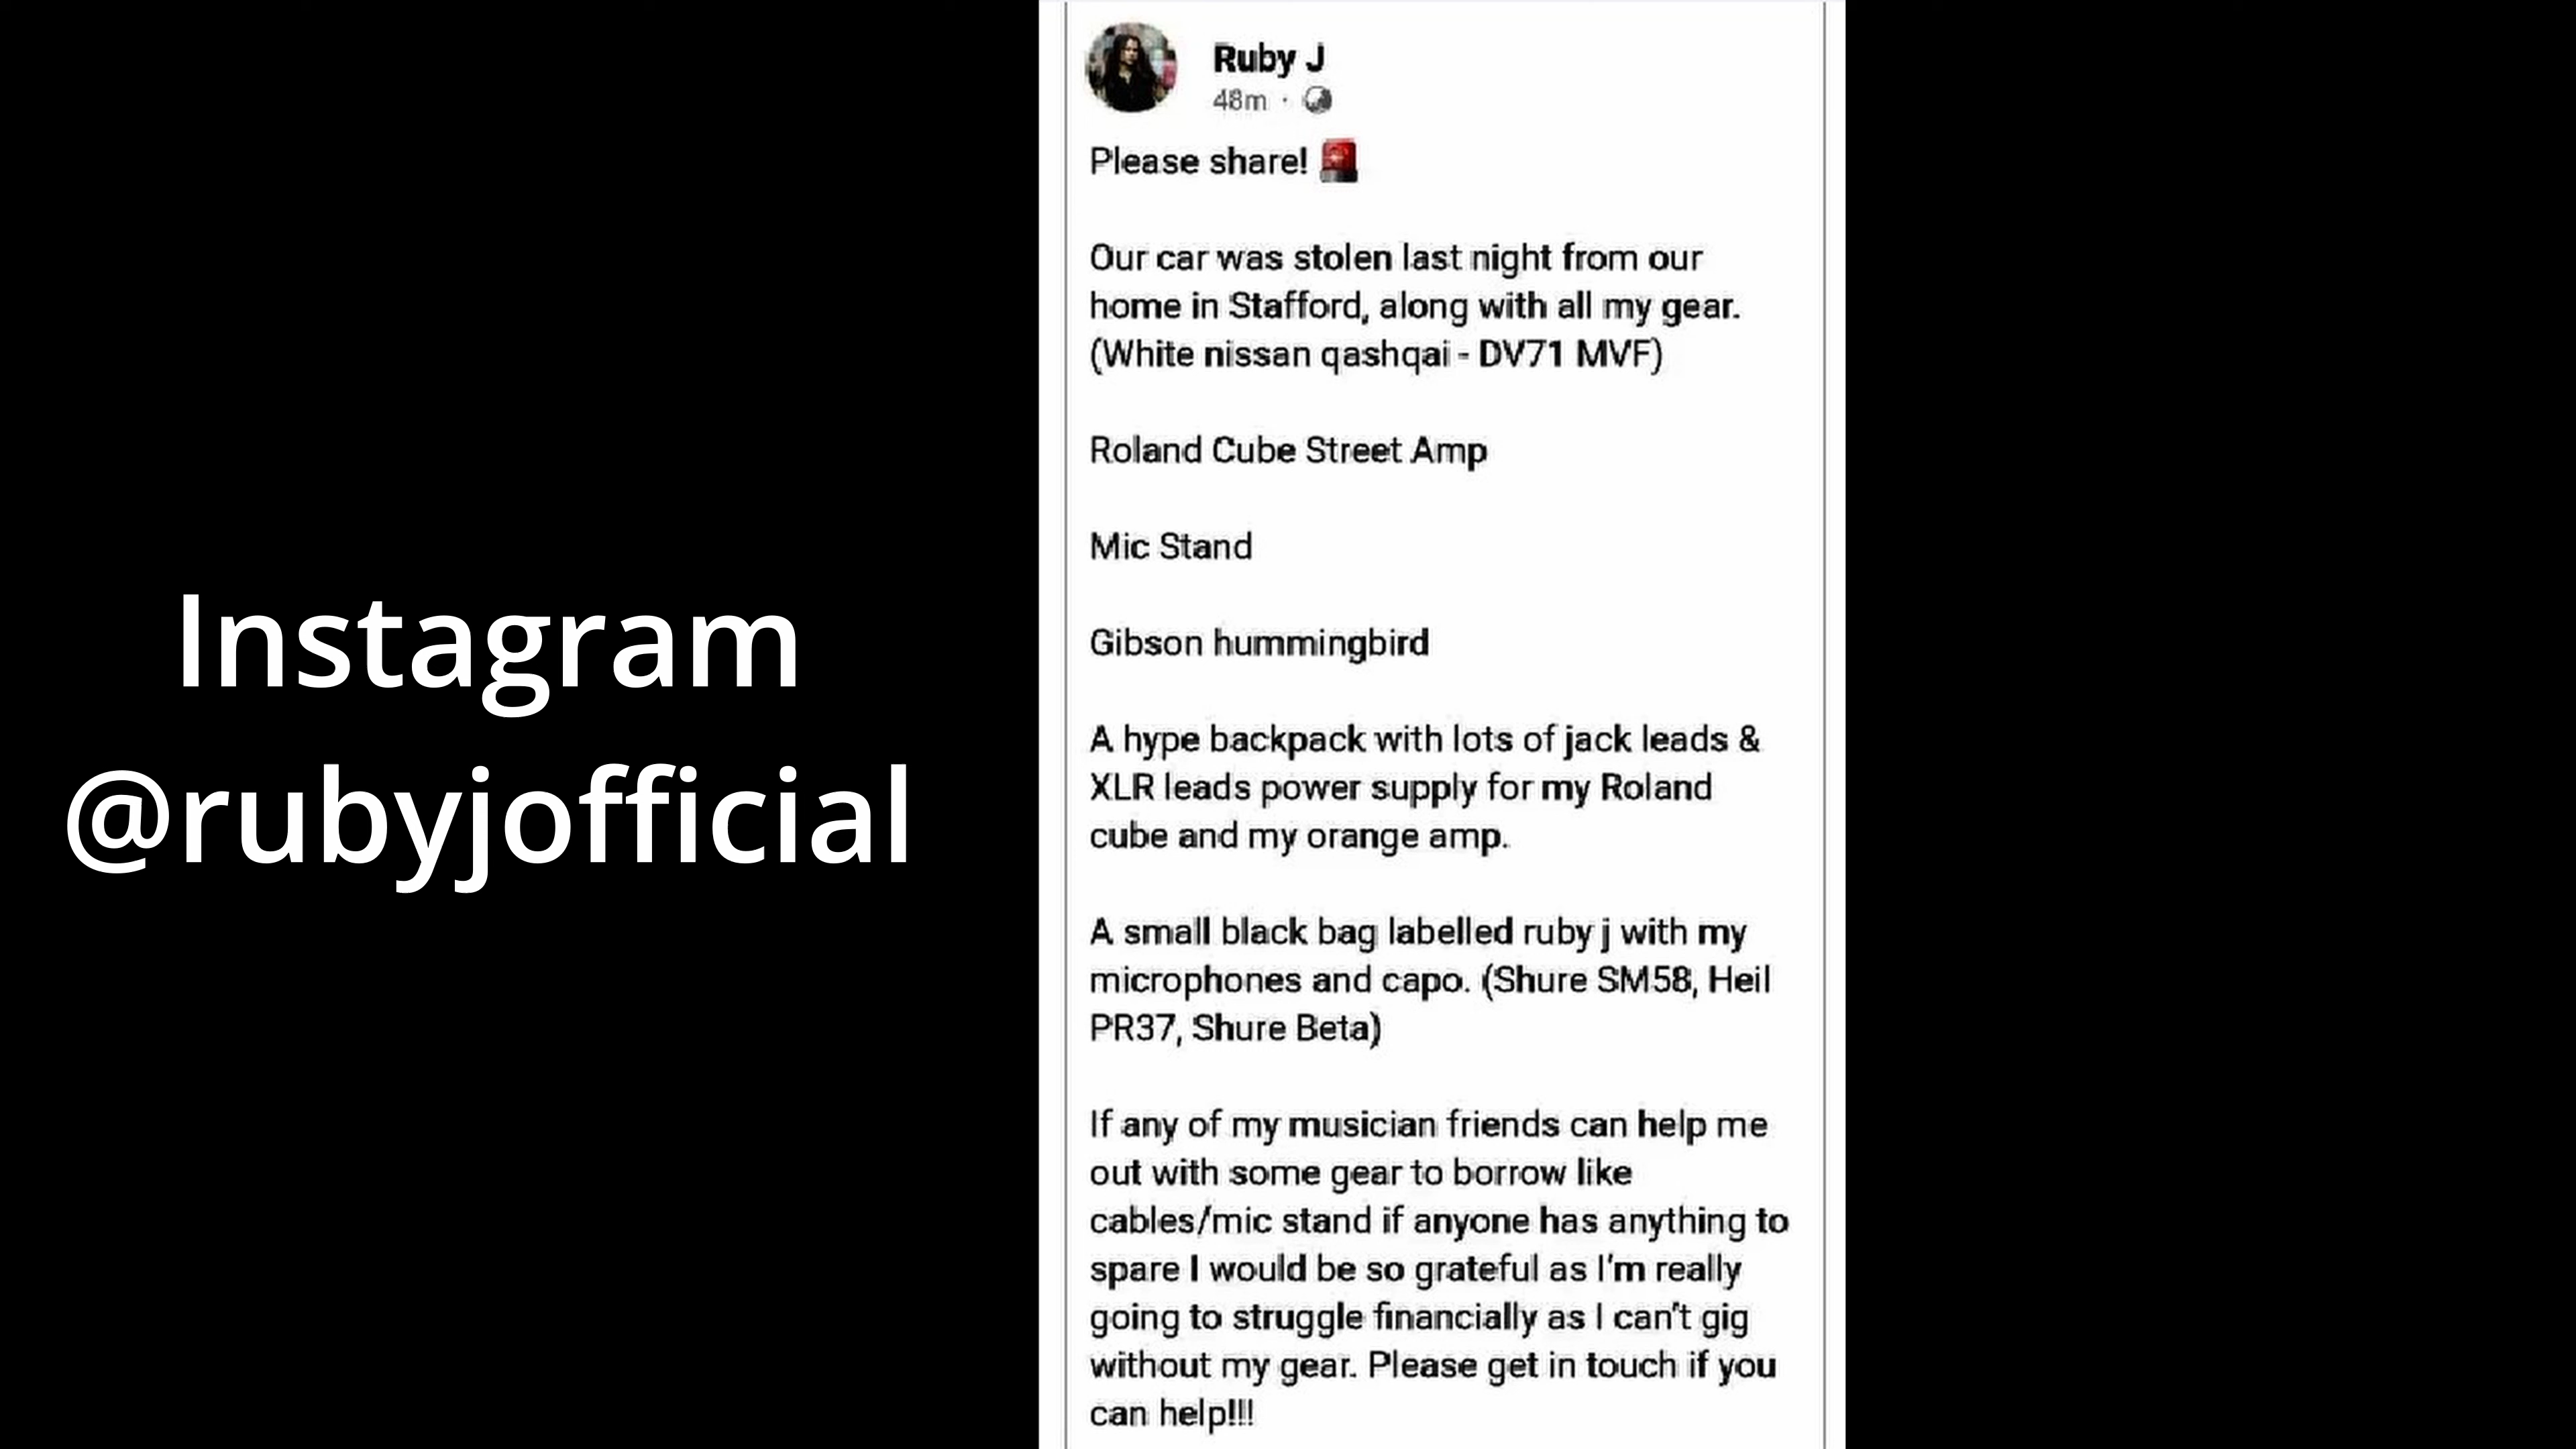 Instagram
@rubyjofficial
Ruby J
48m ·
Please share! 🚨
Our car was stolen last night from our
home in Stafford, along with all my gear.
(White nissan qashqai - DV71 MVF)
Roland Cube Street Amp
Mic Stand
Gibson hummingbird
A hype backpack with lots of jack leads &
XLR leads power supply for my Roland
cube and my orange amp.
A small black bag labelled ruby j with my
microphones and capo. (Shure SM58, Heil
PR37, Shure Beta)
If any of my musician friends can help me
out with some gear to borrow like
cables/mic stand if anyone has anything to
spare I would be so grateful as I'm really
going to struggle financially as I can't gig
without my gear. Please get in touch if you
can help!!!